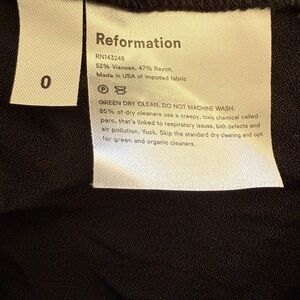 Reformation
RN143248
53% Viscose, 47% Rayon.
Made in USA of imported fabric
P
GREEN DRY CLEAN. DO NOT MACHINE WASH.
85% of dry cleaners use a creepy, toxic chemical called
perc, that's linked to respiratory issues, birth defects and
air pollution. Yuck. Skip the standard dry cleaning and opt
for green and organic cleaners.
0